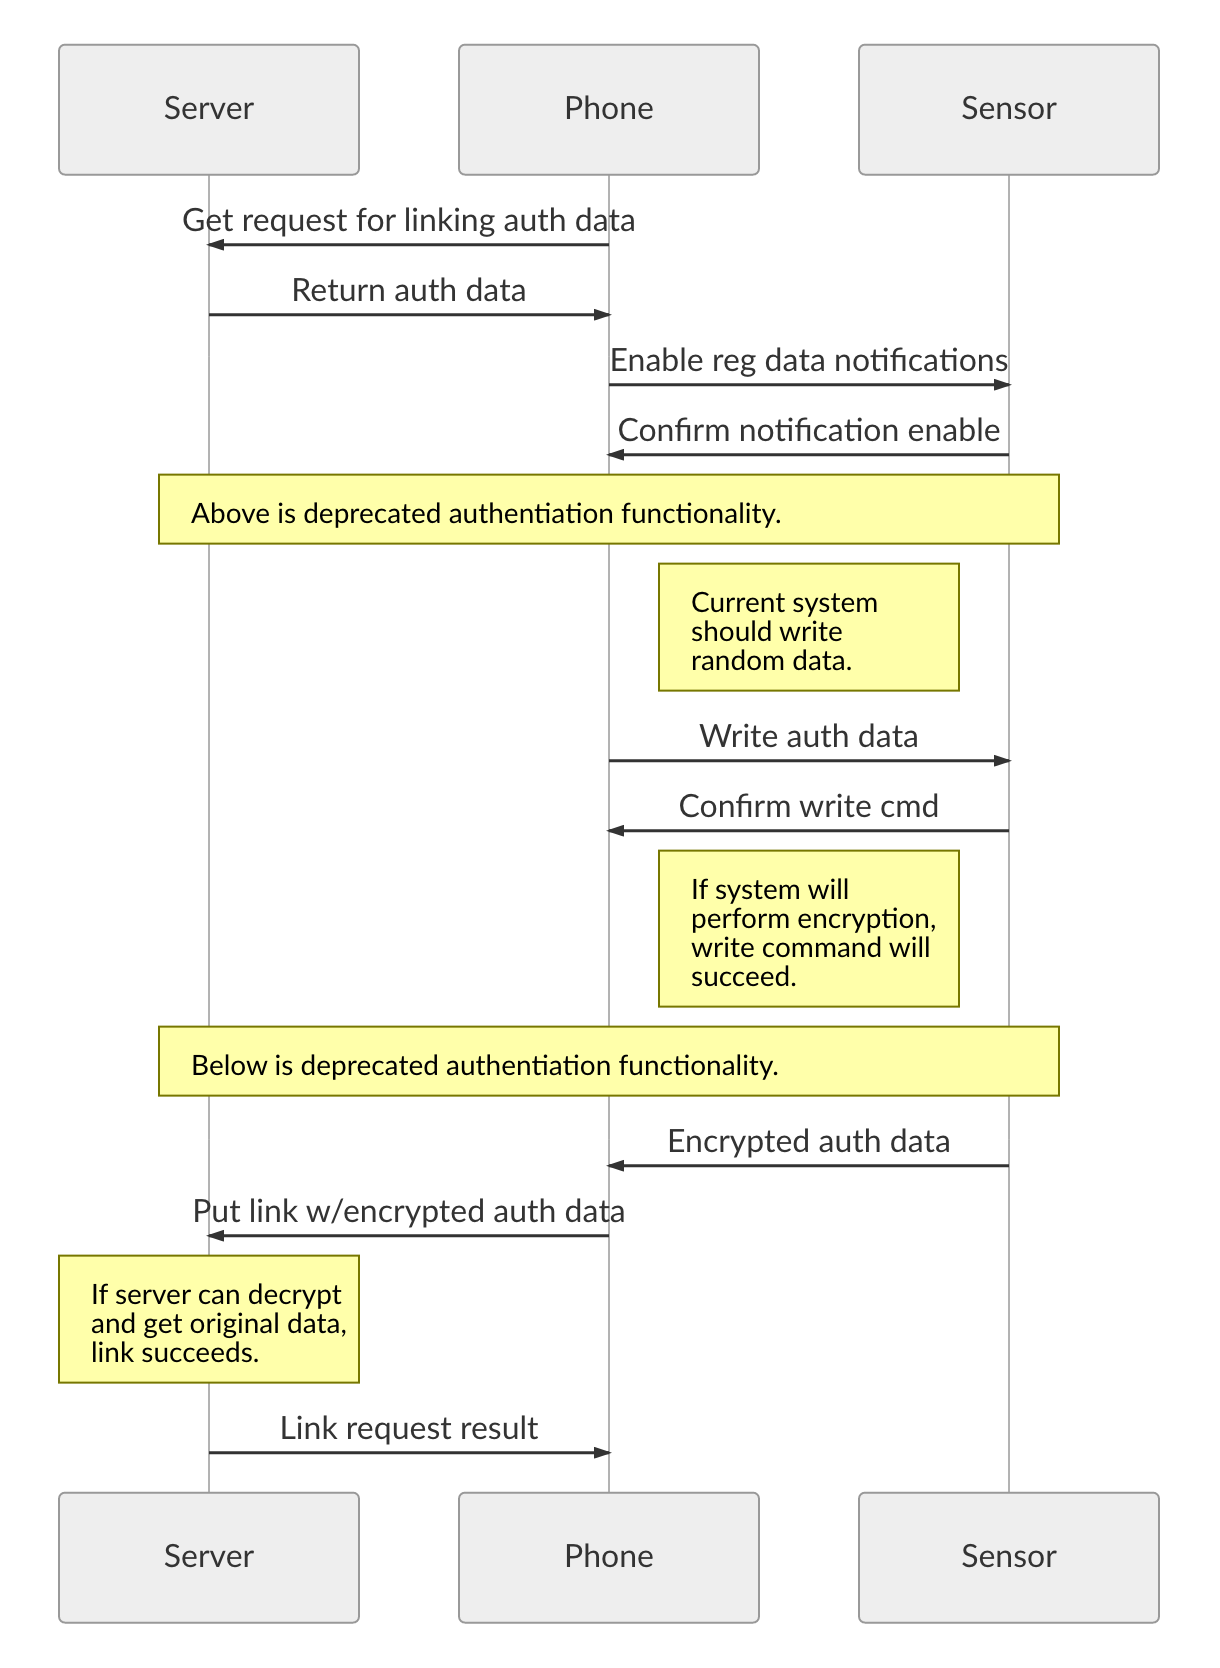 Server
Phone
Sensor
Get request for linking auth data
Return auth data
Enable reg data notifications
Confirm notification enable
Above is deprecated authentiation functionality.
Current system
should write
random data.
Write auth data
Confirm write cmd
If system will
perform encryption,
write command will
succeed.
Below is deprecated authentiation functionality.
Encrypted auth data
Put link w/encrypted auth data
If server can decrypt
and get original data,
link succeeds.
Link request result
Server
Phone
Sensor